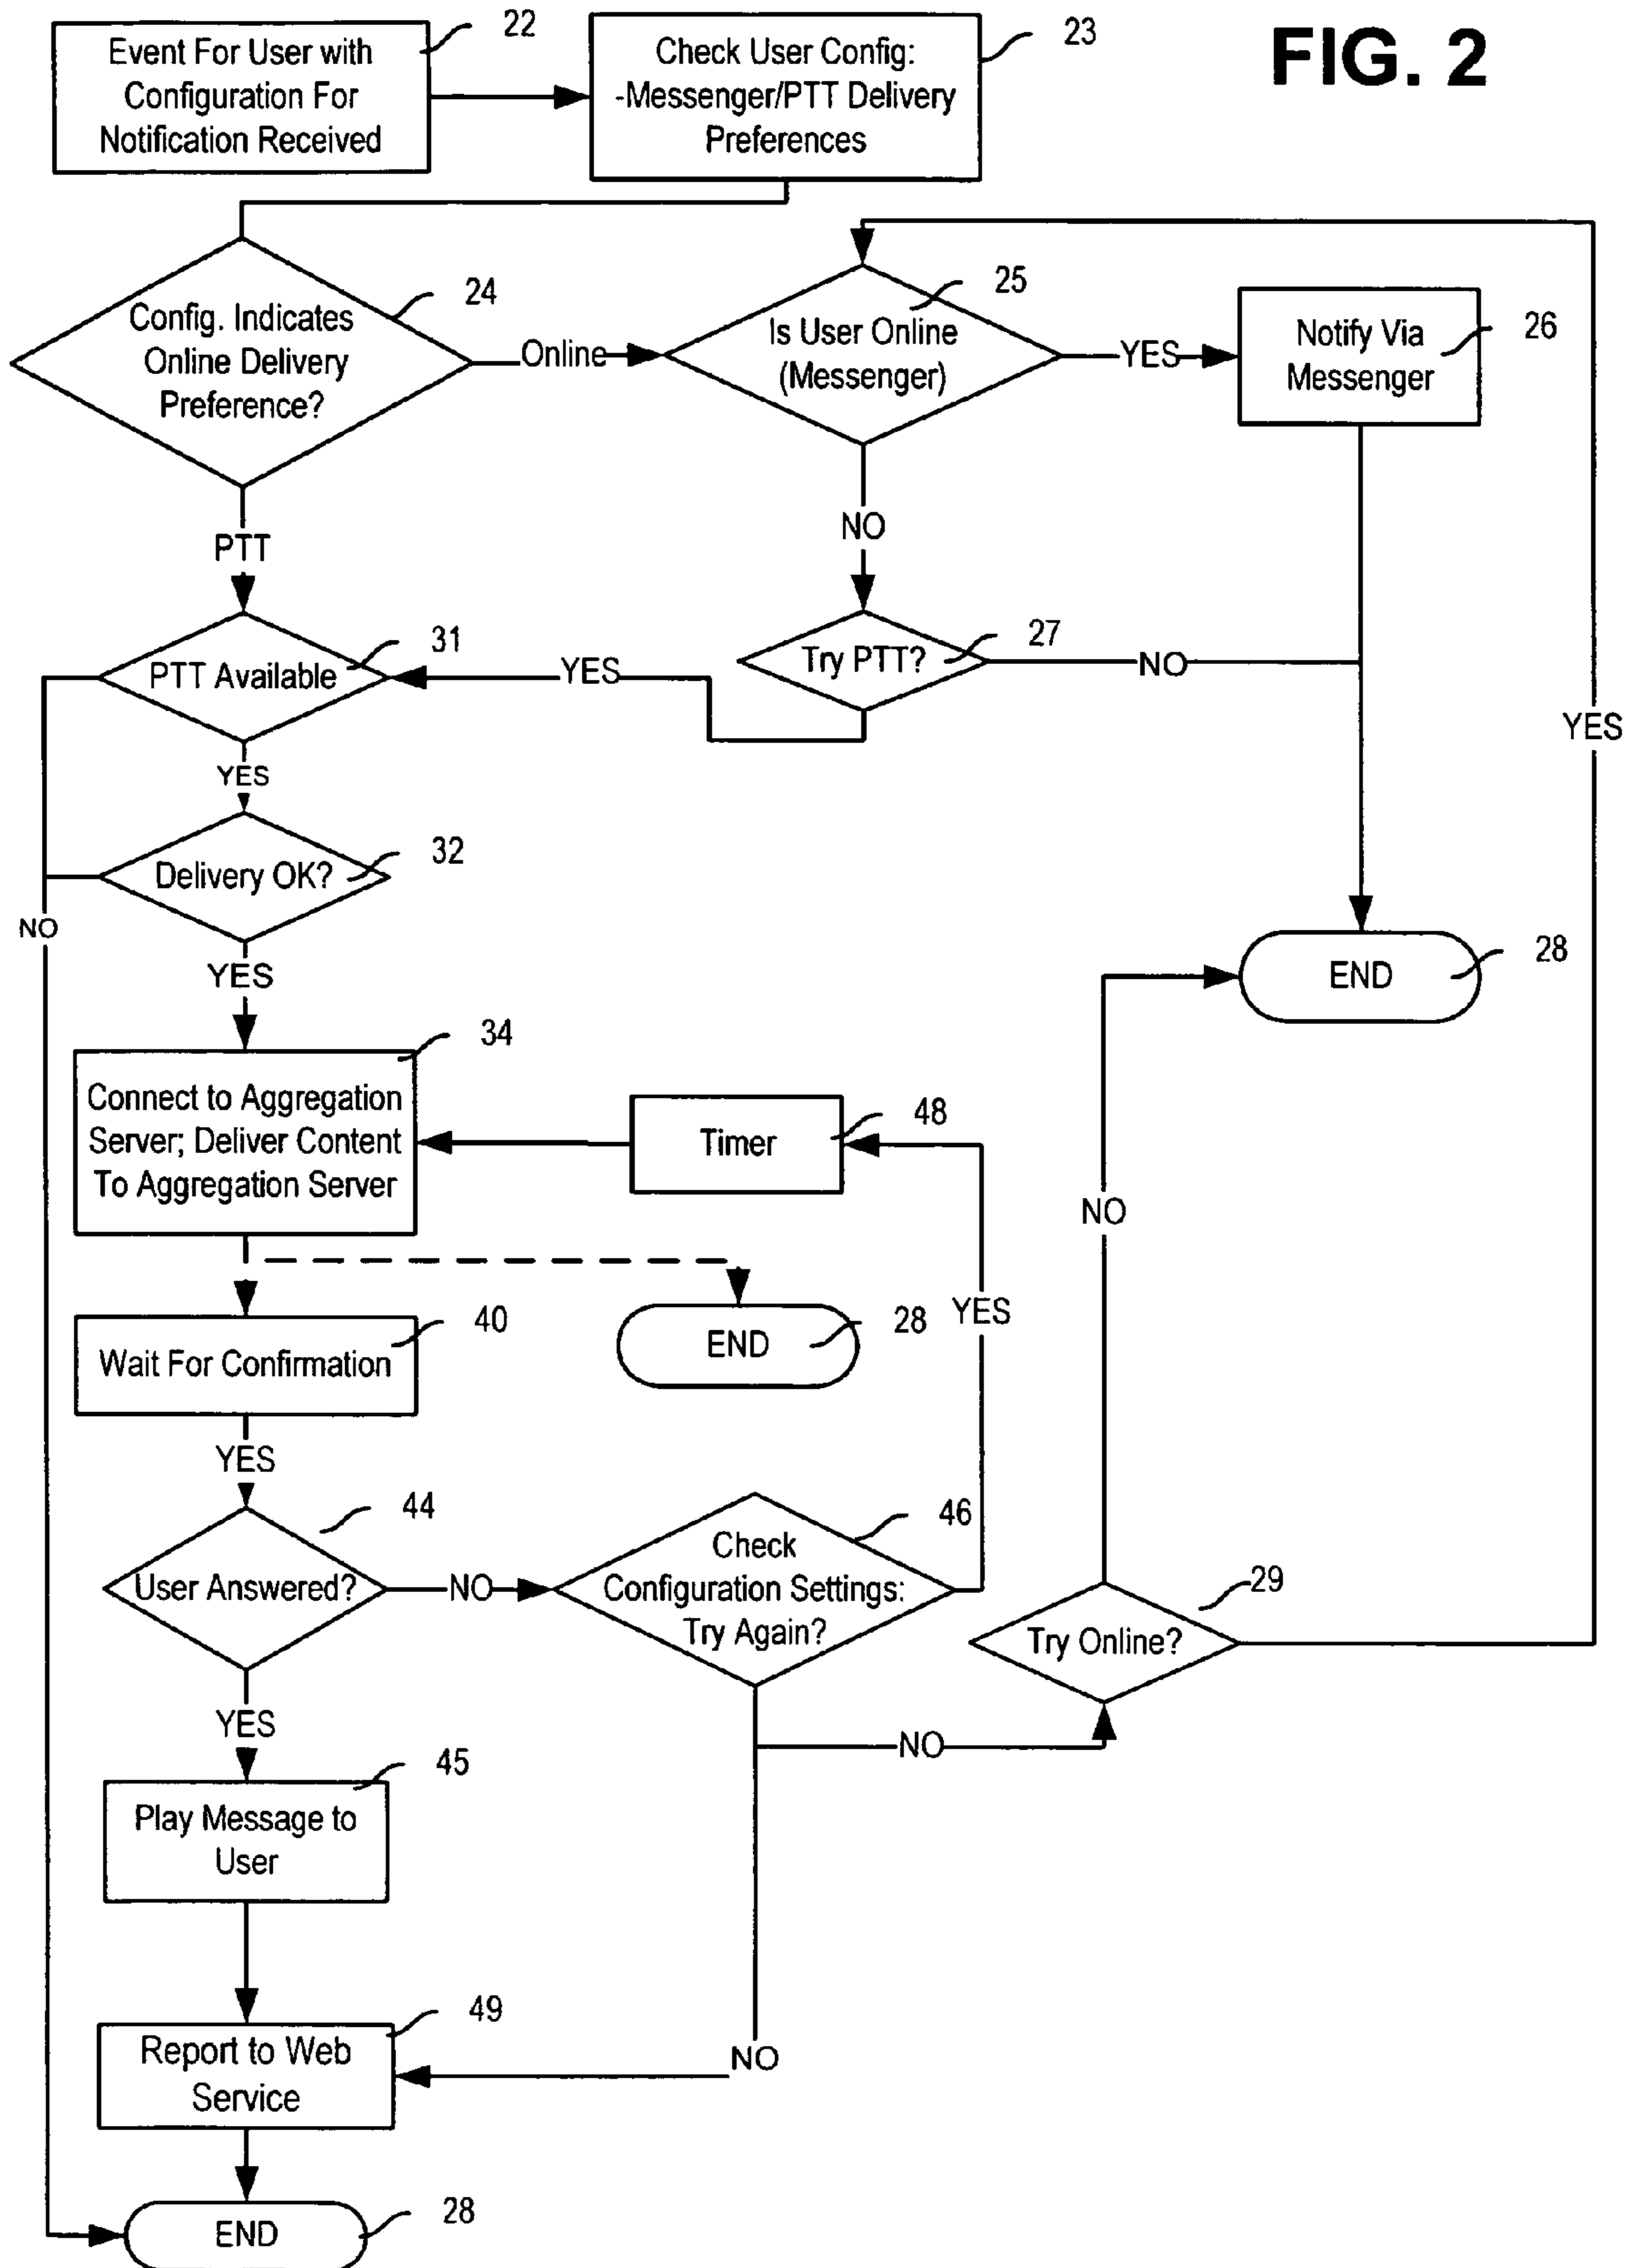 FIG. 2
22
Event For User with
Configuration For
Notification Received
23
Check User Config:
-Messenger/PTT Delivery
Preferences
24
Config. Indicates
Online Delivery
Preference?
Online
25
Is User Online
(Messenger)
YES
26
Notify Via
Messenger
PTT
NO
31
PTT Available
YES
27
Try PTT?
NO
YES
YES
32
Delivery OK?
NO
YES
28
END
34
Connect to Aggregation
Server; Deliver Content
To Aggregation Server
48
Timer
NO
YES
40
Wait For Confirmation
28
END
YES
44
User Answered?
NO
46
Check
Configuration Settings:
Try Again?
29
Try Online?
YES
NO
45
Play Message to
User
49
Report to Web
Service
NO
28
END